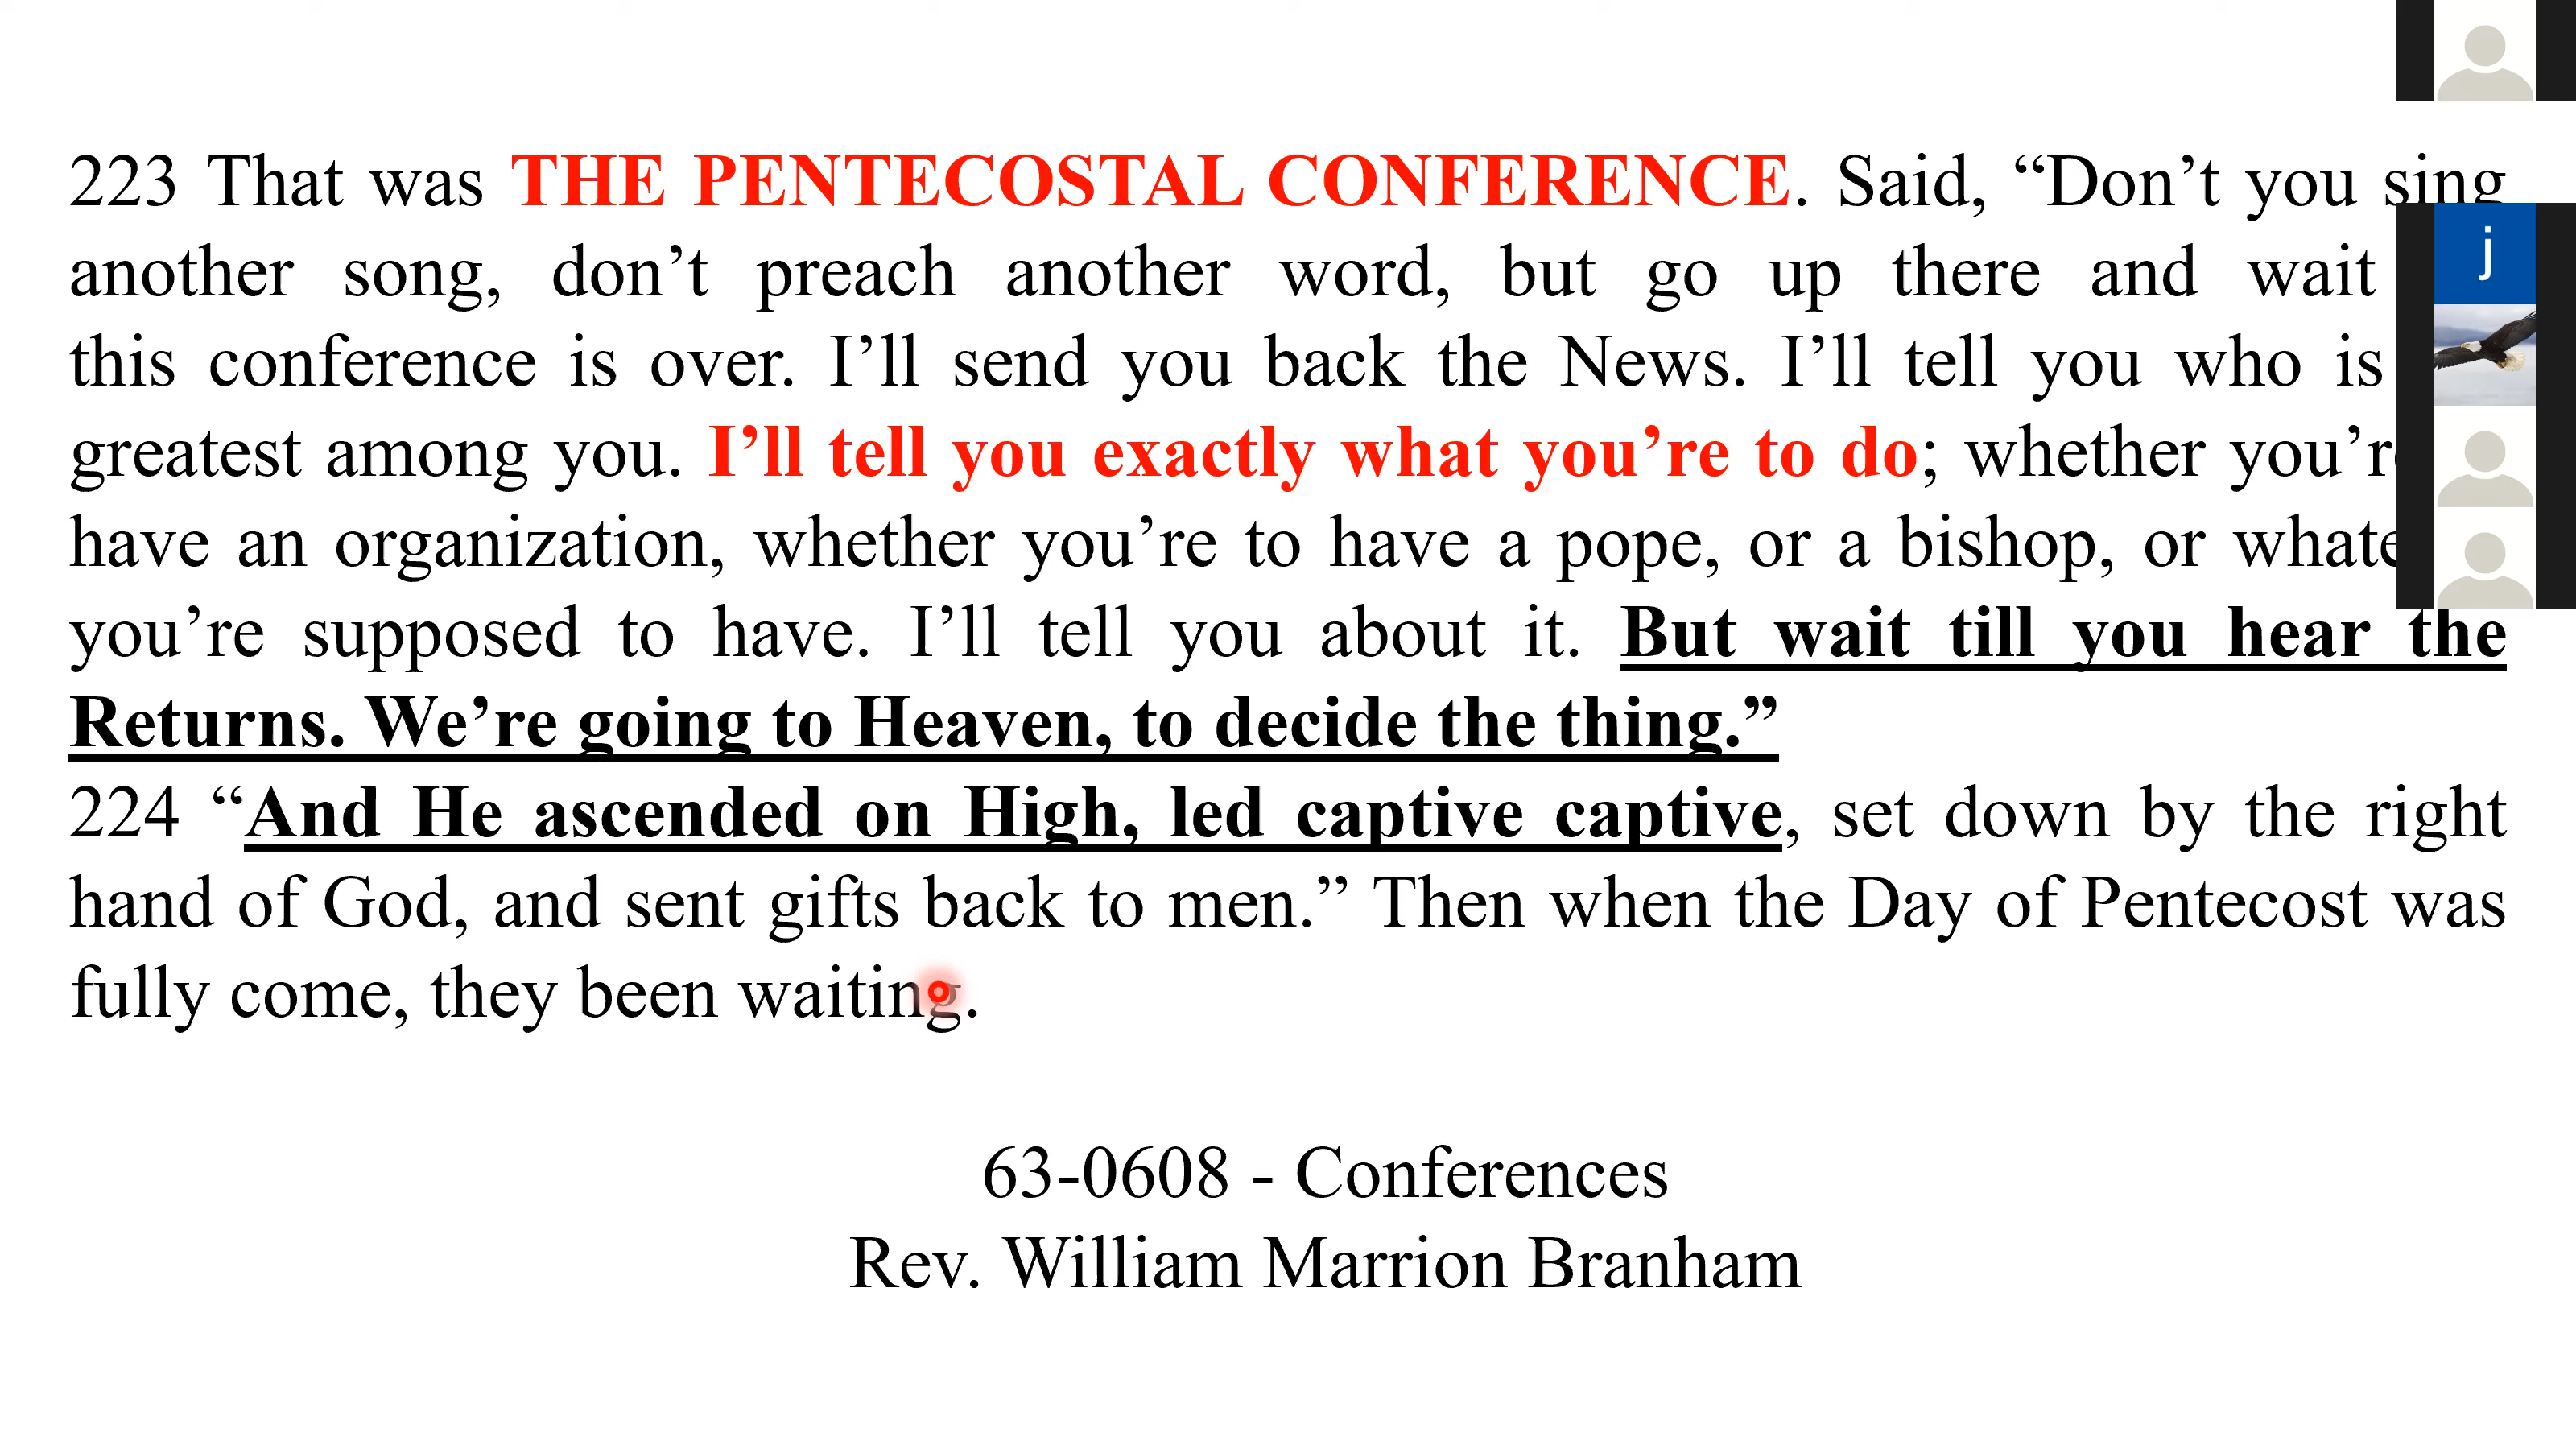 223 That was THE PENTECOSTAL CONFERENCE. Said, “Don’t you sing
another song, don’t preach another word, but go up there and wait
this conference is over. I’ll send you back the News. I’ll tell you who is
greatest among you. I’ll tell you exactly what you’re to do; whether you’re
have an organization, whether you’re to have a pope, or a bishop, or
you’re supposed to have. I’ll tell you about it. But wait till you hear the
Returns. We’re going to Heaven, to decide the thing.”
224 “And He ascended on High, led captive captive, set down by the right
hand of God, and sent gifts back to men.” Then when the Day of Pentecost was
fully come, they been waiting.
63-0608 - Conferences
Rev. William Marrion Branham
j